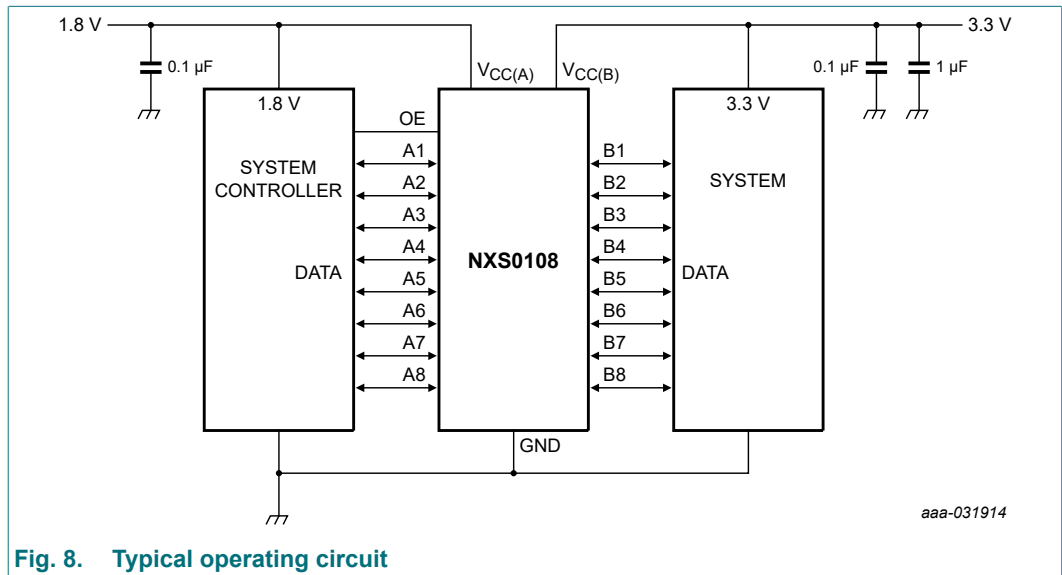 1.8 V
3.3 V
0.1 µF
VCC(A)
VCC(B)
0.1 µF
1 µF
1.8 V
3.3 V
OE
A1
B1
SYSTEM
CONTROLLER
SYSTEM
A2
B2
A3
B3
A4
B4
DATA
NXS0108
DATA
A5
B5
A6
B6
A7
B7
A8
B8
GND
aaa-031914
Fig. 8. Typical operating circuit